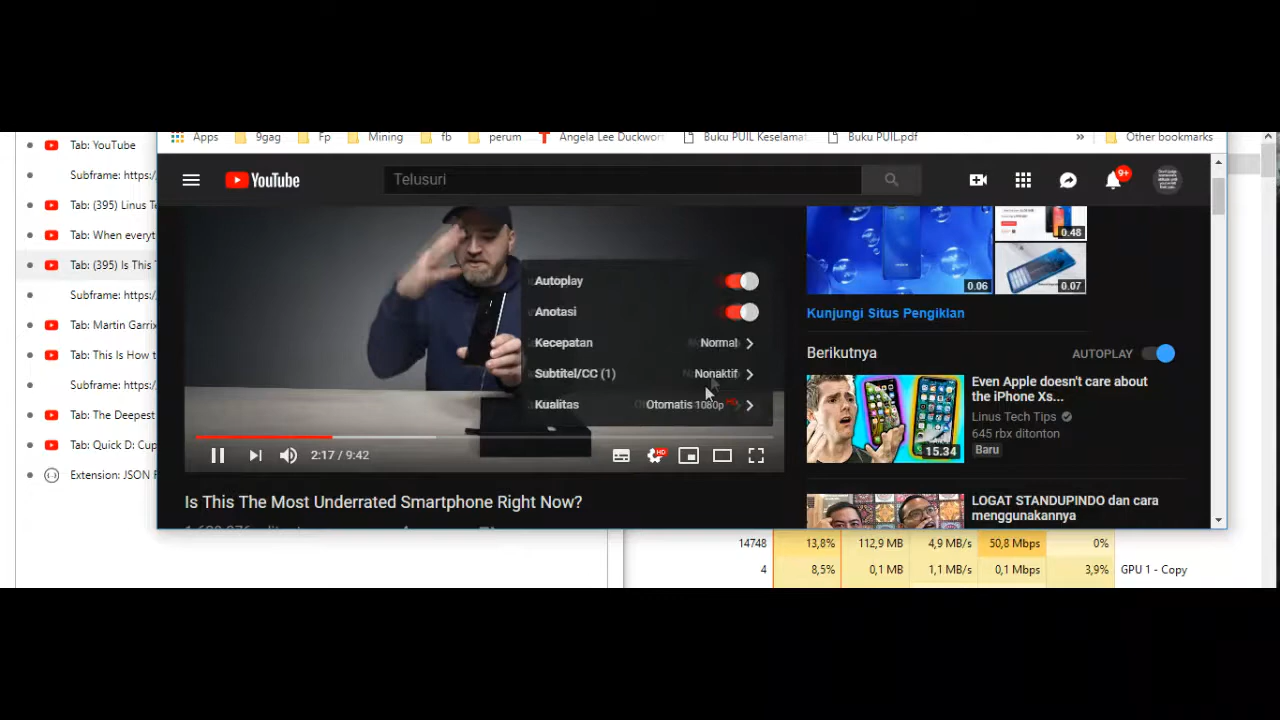 Apps 9gag Fp Mining fb perum Angela Lee Duckwor Buku PUIL Keselamat Buku PUIL.pdf » Other bookmarks
Tab: YouTube
Subframe: https:/
Tab: (395) Linus Te
Tab: When everyt
Tab: (395) Is This
Subframe: https:/
Tab: Martin Garrix
Tab: This Is How t
Subframe: https:/
Tab: The Deepest
Tab: Quick D: Cup
Extension: JSON F
YouTube
Telusuri
9+
Autoplay
Anotasi
Kecepatan Normal
Subtitel/CC (1) Nonaktif
Kualitas Otomatis 1080p
2:17 / 9:42
HD
Is This The Most Underrated Smartphone Right Now?
0.48
0.06
0.07
Kunjungi Situs Pengiklan
Berikutnya AUTOPLAY
Even Apple doesn't care about
the iPhone Xs...
Linus Tech Tips
645 rbx ditonton
Baru
15.34
LOGAT STANDUPINDO dan cara
menggunakannya
14748 13,8% 112,9 MB 4,9 MB/s 50,8 Mbps 0%
4 8,5% 0,1 MB 1,1 MB/s 0,1 Mbps 3,9% GPU 1 - Copy